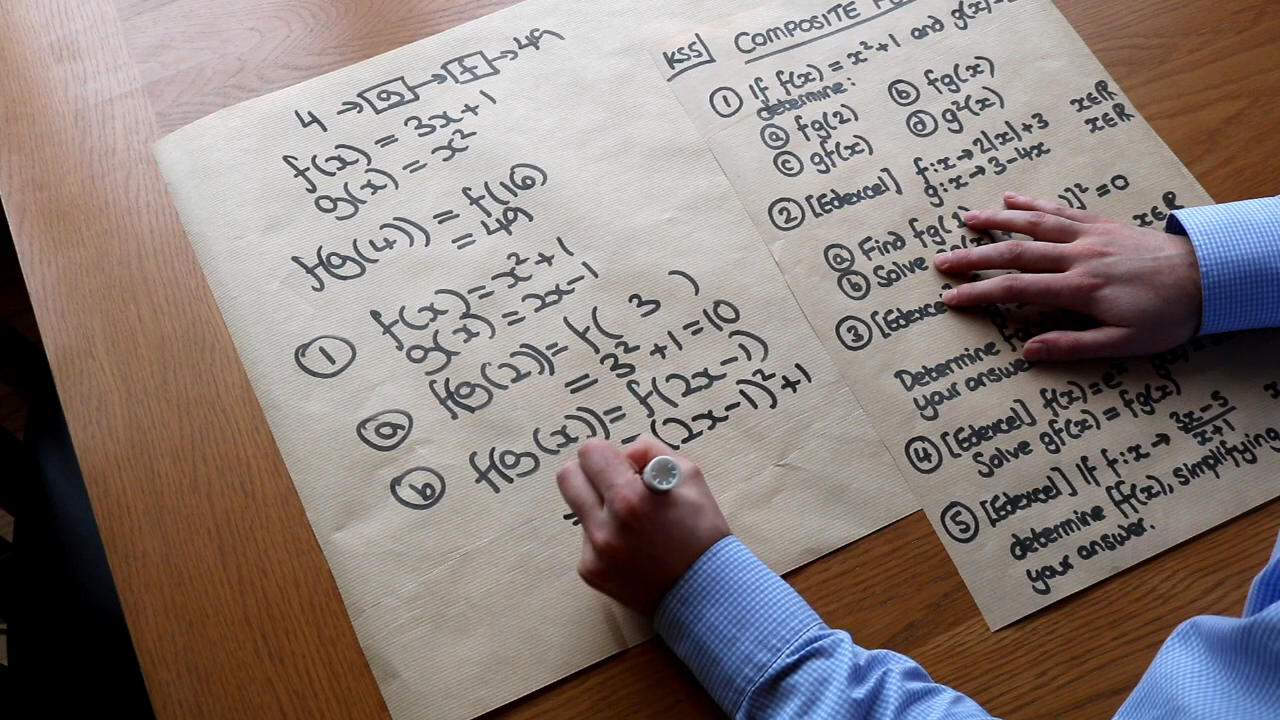 4 → g → f → 49
f(x) = 3x+1
g(x) = x²
f(g(4)) = f(16)
= 49
① f(x) = x²+1
g(x) = 2x-1
ⓐ f(g(2)) = f( 3 )
= 3²+1 = 10
ⓑ f(g(x)) = f(2x-1)
= (2x-1)²+1
=
KS5 COMPOSITE
① If f(x) = x²+1 and g(x)
determine:
ⓐ fg(2) ⓑ fg(x)
ⓒ gf(x) ⓓ g²(x)
② [Edexcel] f:x → 2|x|+3 x∈ℝ
g:x → 3-4x x∈ℝ
ⓐ Find fg(
ⓑ Solve ]² = 0
x∈ℝ
③ [Edexcel
Determine
your answer
④ [Edexcel] f(x) = e
Solve gf(x) = fg(x)
⑤ [Edexcel] If f:x → (3x-5)/(x+1)
determine ff(x), simplifying
your answer.